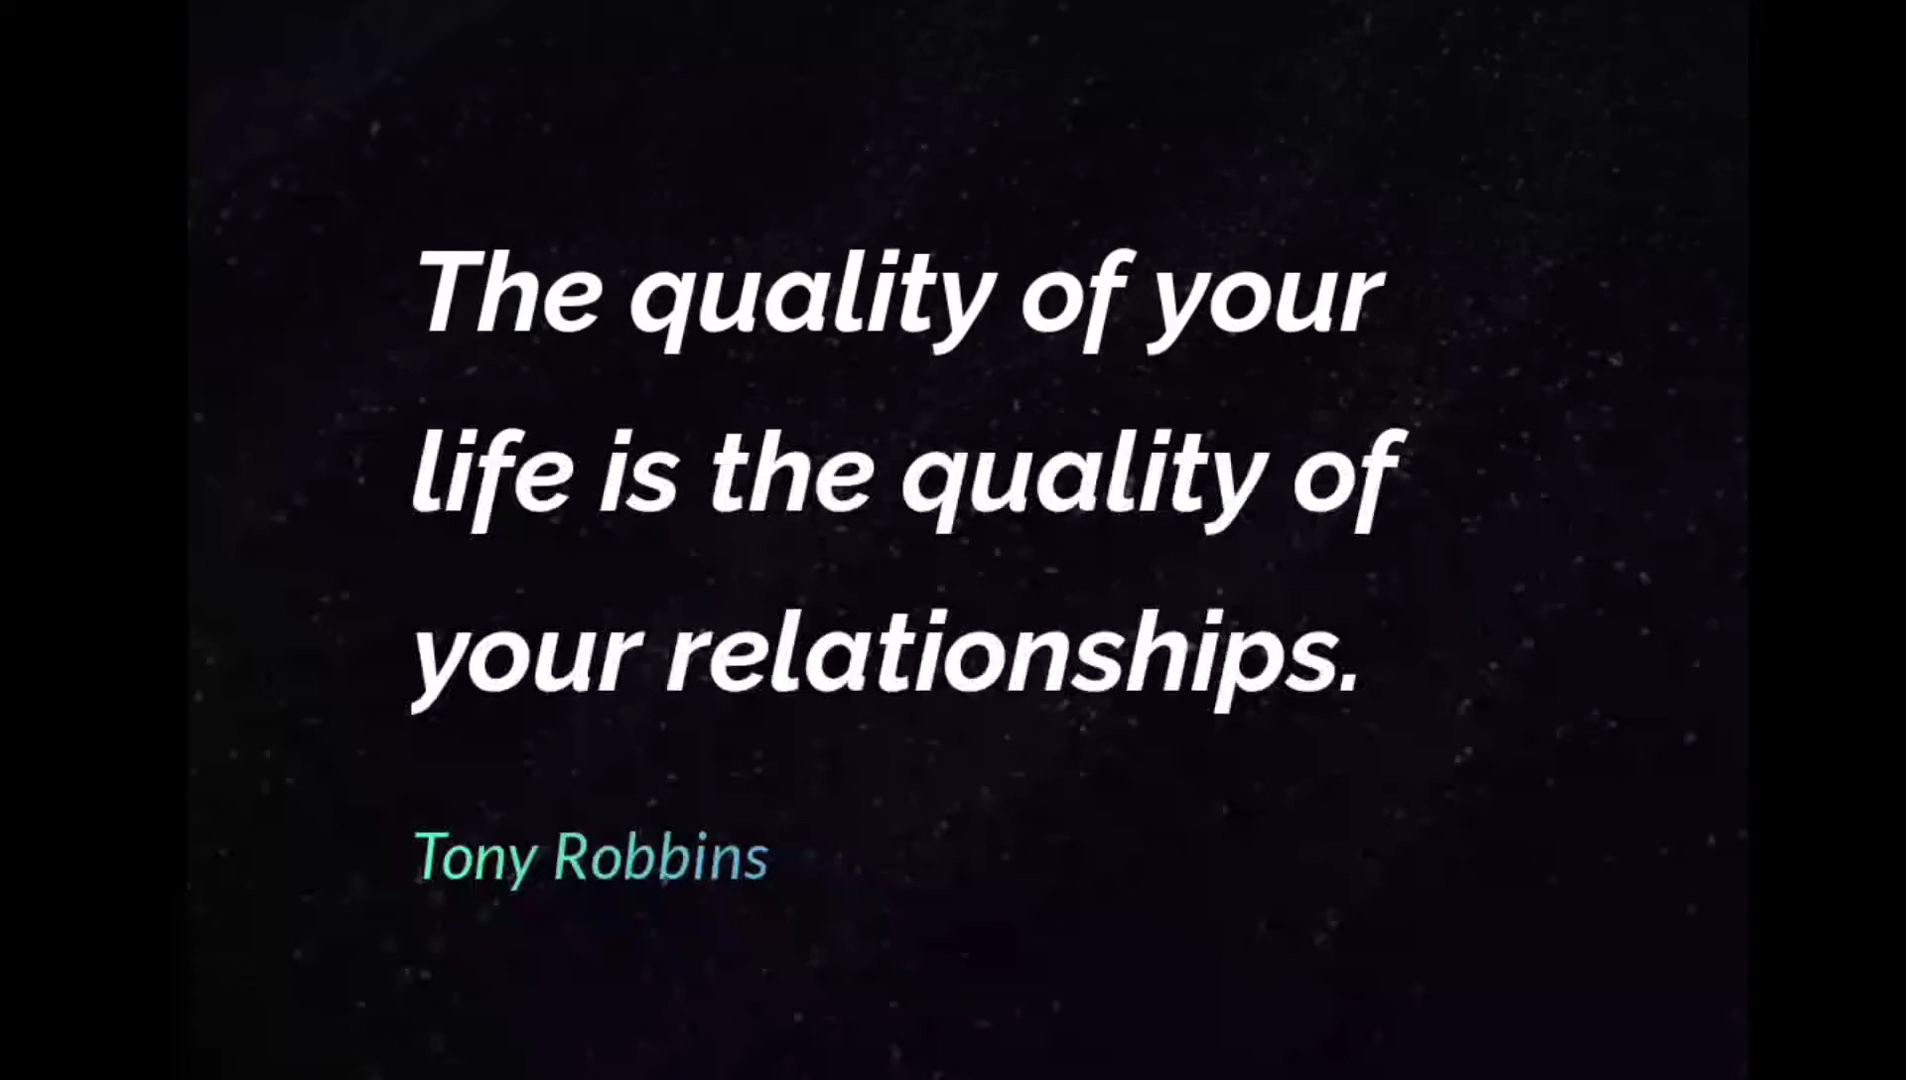 The quality of your
life is the quality of
your relationships.
Tony Robbins